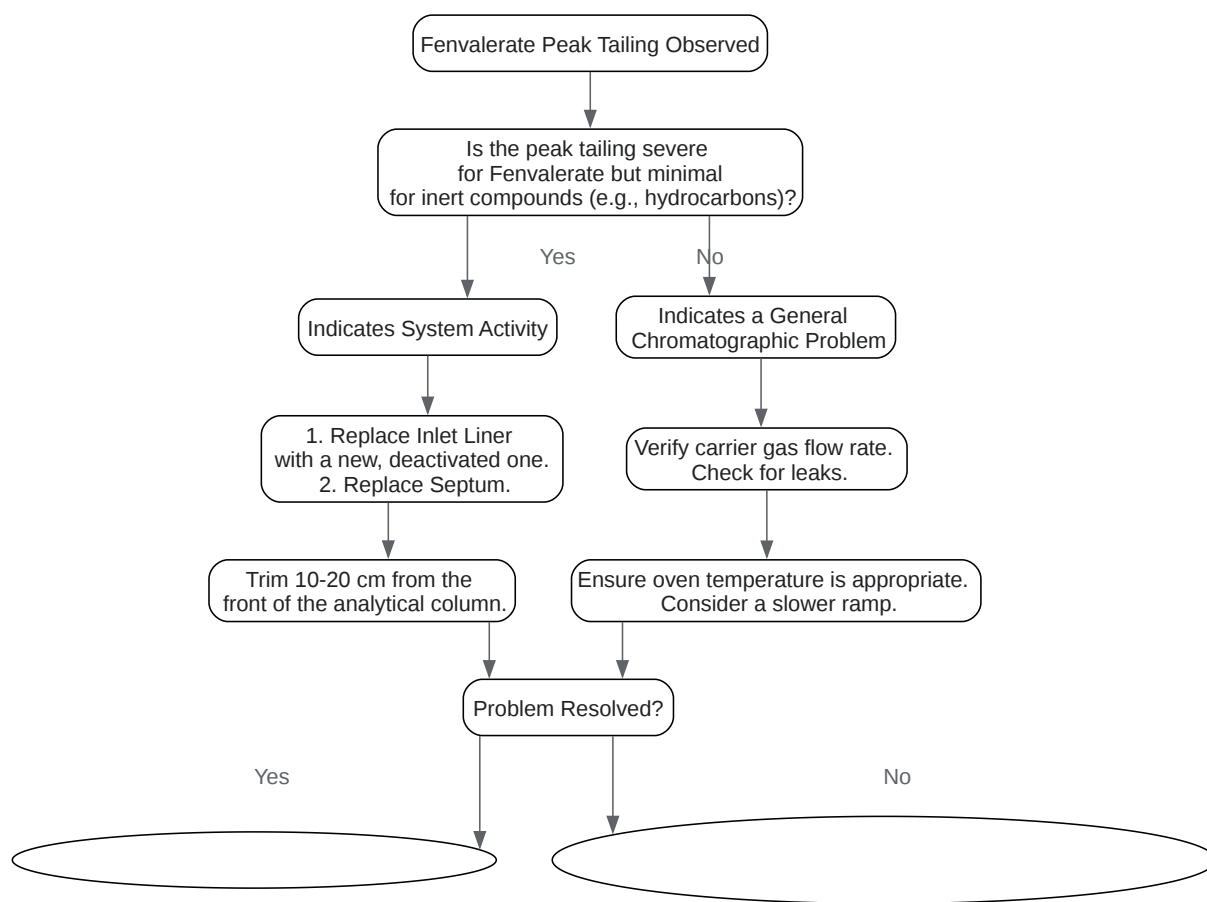 Fenvalerate Peak Tailing Observed
Is the peak tailing severe
for Fenvalerate but minimal
for inert compounds (e.g., hydrocarbons)?
Yes
No
Indicates System Activity
Indicates a General
Chromatographic Problem
1. Replace Inlet Liner
with a new, deactivated one.
2. Replace Septum.
Verify carrier gas flow rate.
Check for leaks.
Trim 10-20 cm from the
front of the analytical column.
Ensure oven temperature is appropriate.
Consider a slower ramp.
Problem Resolved?
Yes
No